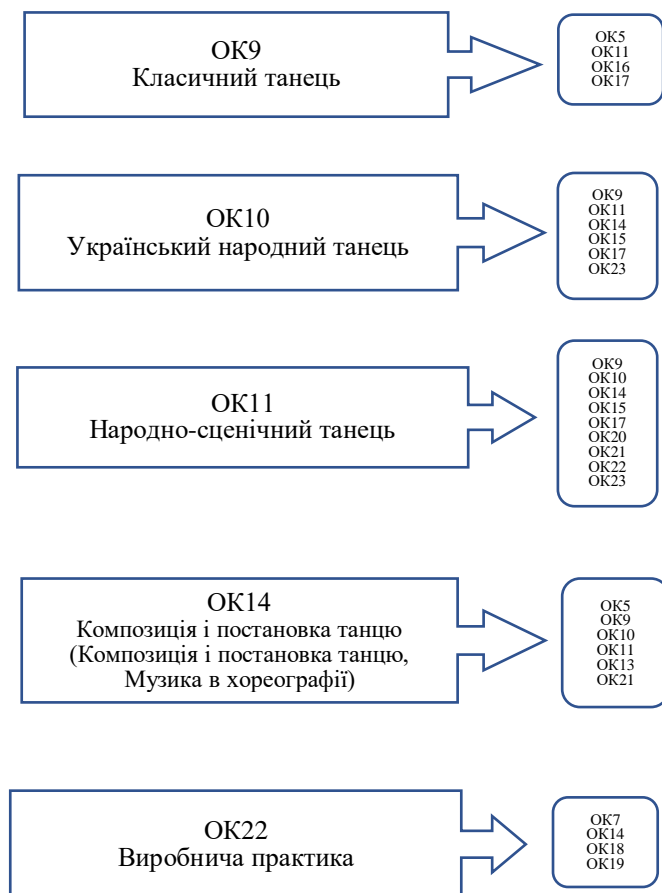 ОК9
Класичний танець
ОК5
ОК11
ОК16
ОК17
ОК10
Український народний танець
ОК9
ОК11
ОК14
ОК15
ОК17
ОК23
ОК11
Народно-сценічний танець
ОК9
ОК10
ОК14
ОК15
ОК17
ОК20
ОК21
ОК22
ОК23
ОК14
Композиція і постановка танцю
(Композиція і постановка танцю,
Музика в хореографії)
ОК5
ОК9
ОК10
ОК11
ОК13
ОК21
ОК22
Виробнича практика
ОК7
ОК14
ОК18
ОК19